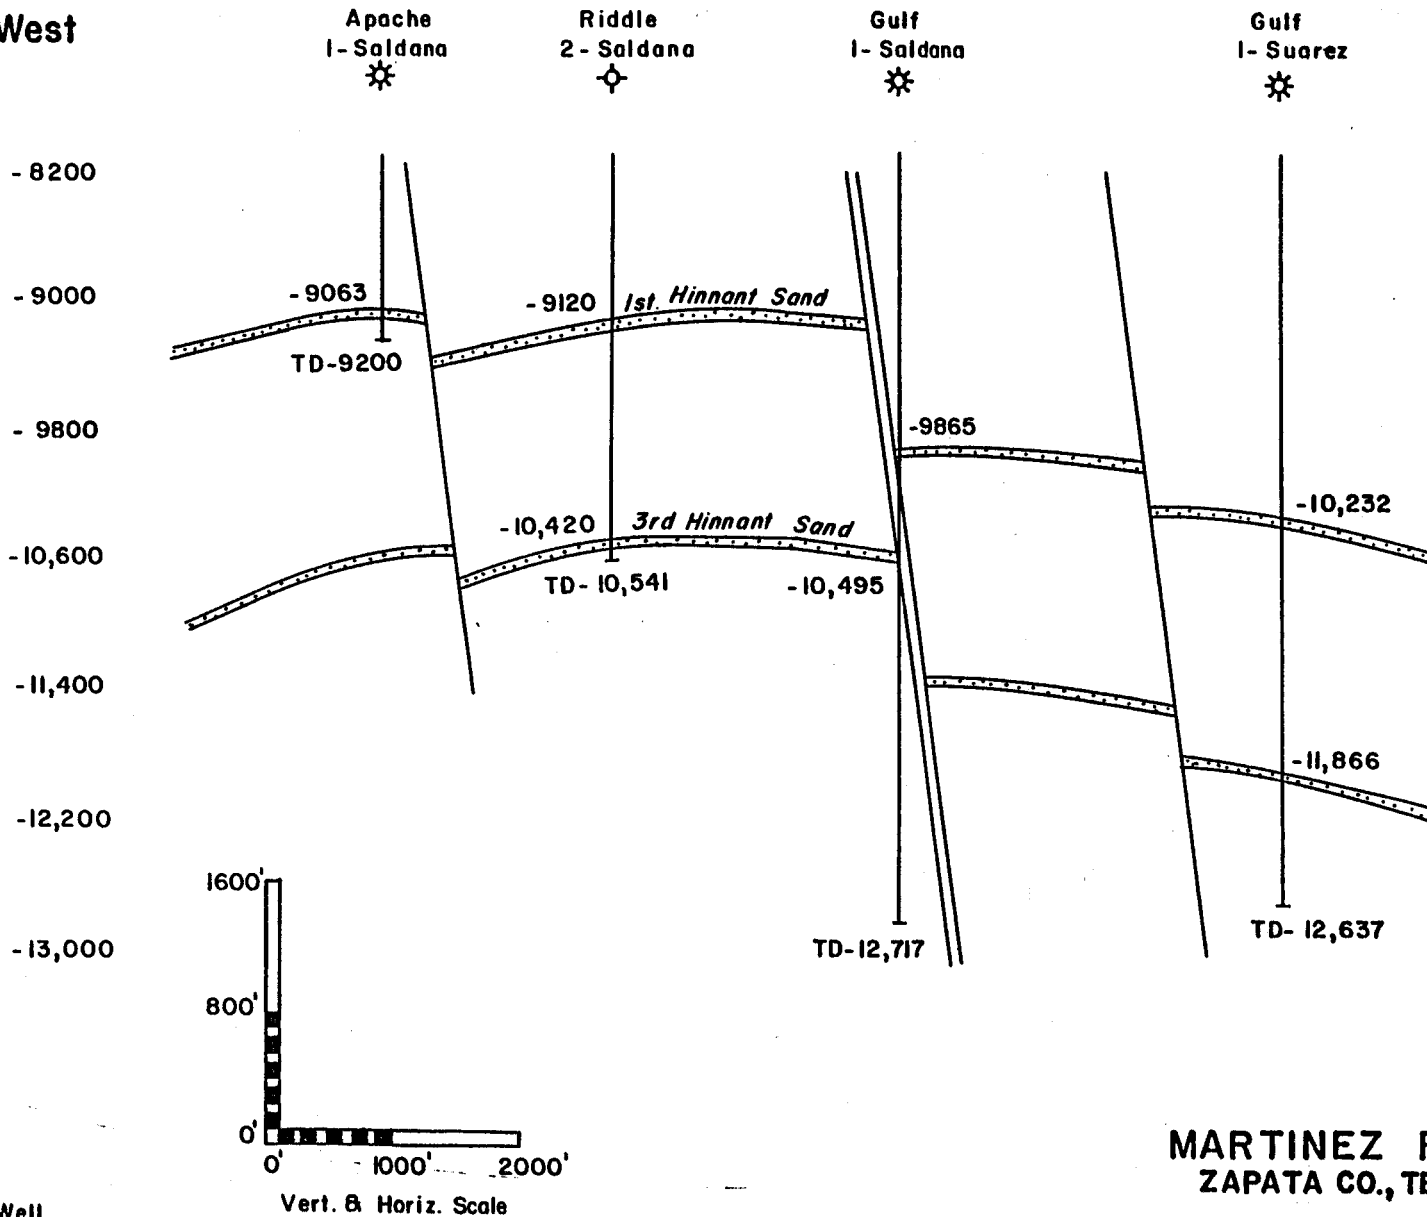 West
Apache
1-Saldana
Riddle
2-Saldana
Gulf
1-Saldana
Gulf
1-Suarez
-8200
-9000
-9063
-9120
1st. Hinnant Sand
TD-9200
-9800
-9865
-10,232
-10,420
3rd Hinnant Sand
-10,600
TD-10,541
-10,495
-11,400
-11,866
-12,200
1600'
TD-12,637
-13,000
TD-12,717
800'
0'
0' 1000' 2000'
Vert. & Horiz. Scale
MARTINEZ
ZAPATA CO., TE
Well